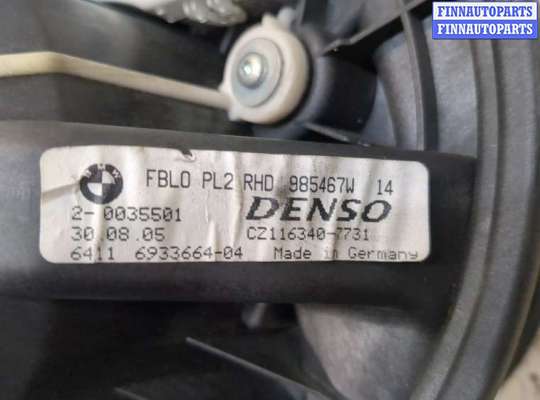 FINNAUTOPARTS
FINNAUTOPARTS
BMW
FBLO PL2 RHD 985467W 14
2-0035501 DENSO
30.08.05 CZ116340-7731
6411 6933664-04 Made in Germany